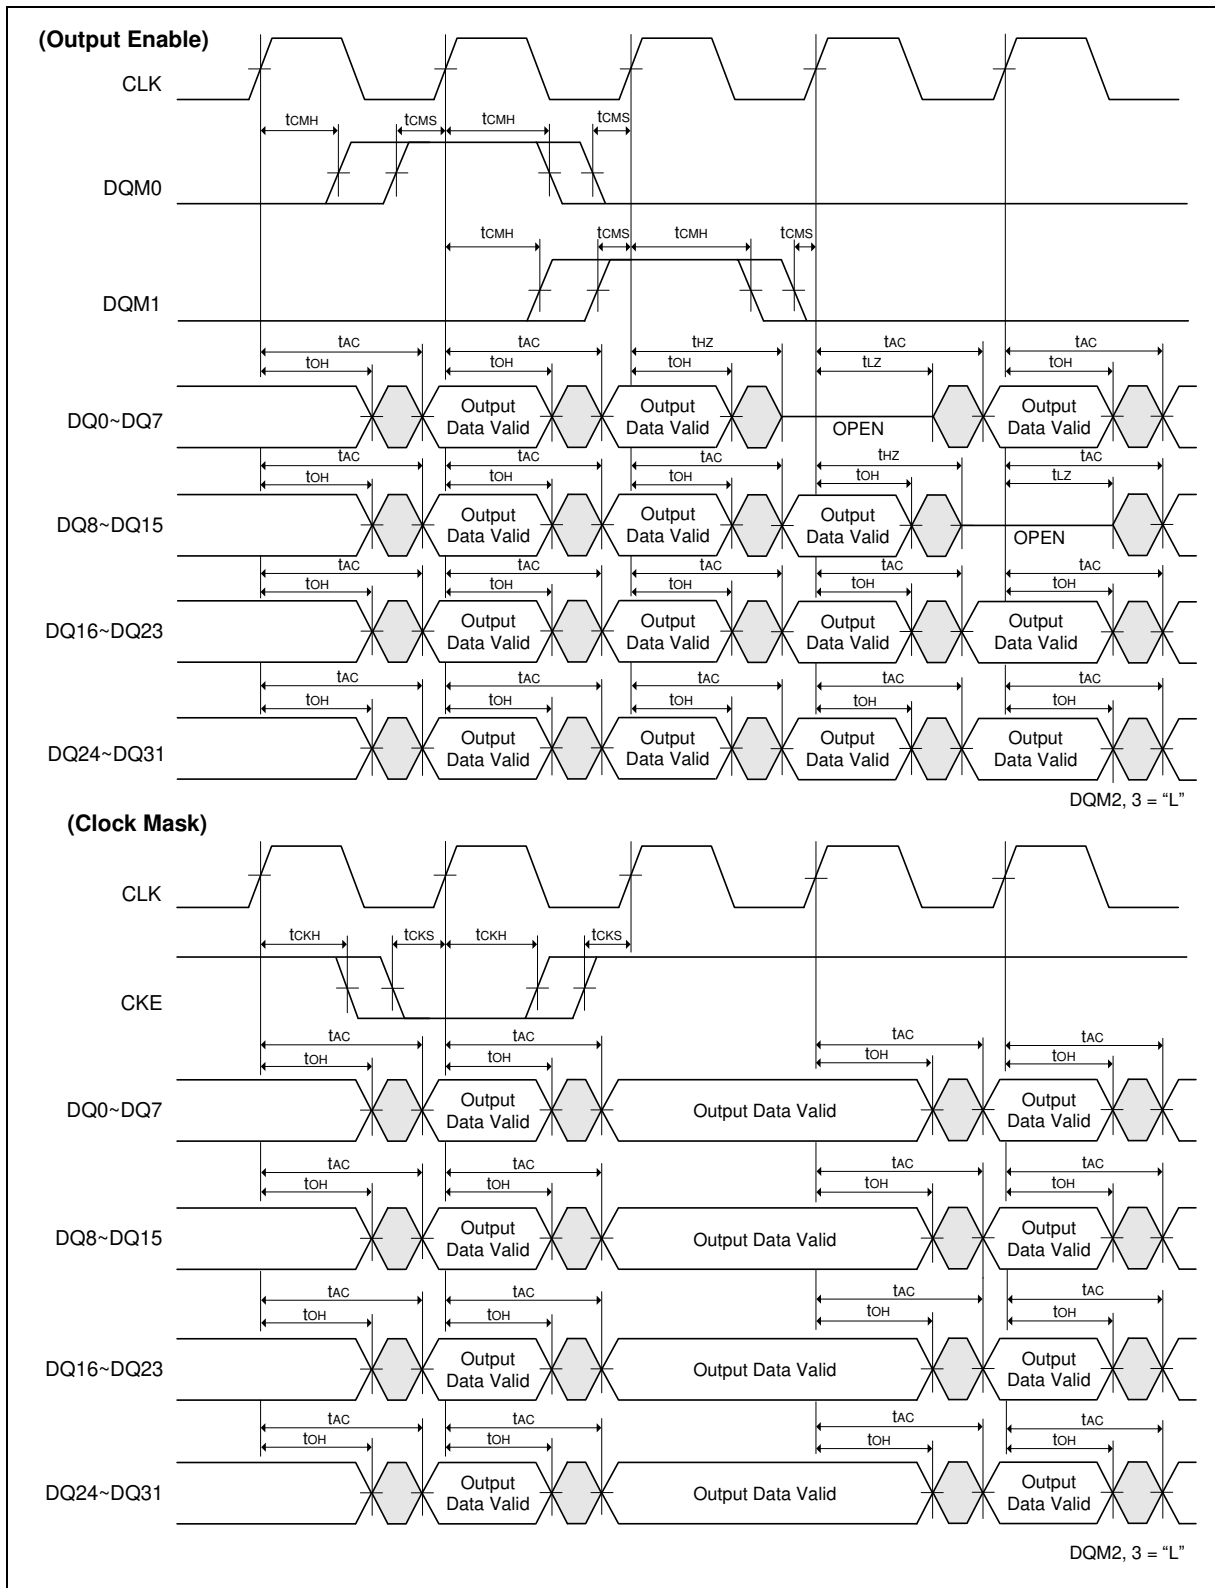 (Output Enable)
CLK
tCMH tCMS tCMH tCMS
DQM0
tCMH tCMS tCMH tCMS
DQM1
tAC tAC tHZ tAC tAC
tOH tOH tOH tLZ tOH
DQ0~DQ7
Output Data Valid
Output Data Valid
OPEN
Output Data Valid
tAC tAC tAC tHZ tAC
tOH tOH tOH tOH tLZ
DQ8~DQ15
Output Data Valid
Output Data Valid
Output Data Valid
OPEN
tAC tAC tAC tAC tAC
tOH tOH tOH tOH tOH
DQ16~DQ23
Output Data Valid
Output Data Valid
Output Data Valid
Output Data Valid
tAC tAC tAC tAC tAC
tOH tOH tOH tOH tOH
DQ24~DQ31
Output Data Valid
Output Data Valid
Output Data Valid
Output Data Valid
DQM2, 3 = “L”
(Clock Mask)
CLK
tCKH tCKS tCKH tCKS
CKE
tAC tAC tAC tAC
tOH tOH tOH tOH
DQ0~DQ7
Output Data Valid
Output Data Valid
Output Data Valid
tAC tAC tAC tAC
tOH tOH tOH tOH
DQ8~DQ15
Output Data Valid
Output Data Valid
Output Data Valid
tAC tAC tAC tAC
tOH tOH tOH tOH
DQ16~DQ23
Output Data Valid
Output Data Valid
Output Data Valid
tAC tAC tAC tAC
tOH tOH tOH tOH
DQ24~DQ31
Output Data Valid
Output Data Valid
Output Data Valid
DQM2, 3 = “L”